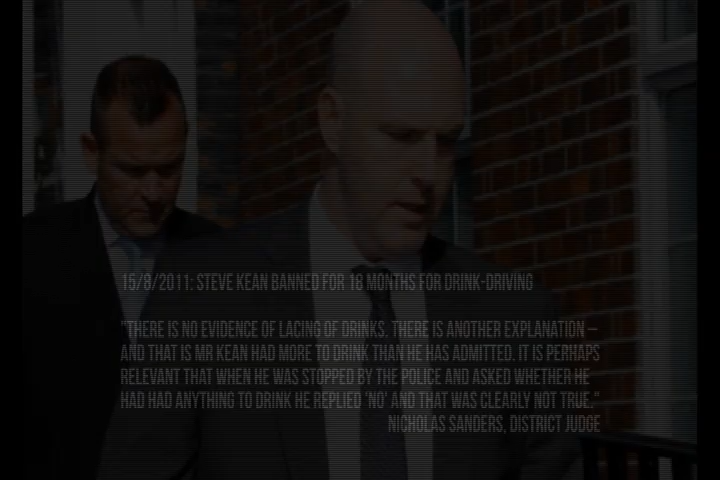 15/8/2011: STEVE KEAN BANNED FOR 18 MONTHS FOR DRINK-DRIVING
"THERE IS NO EVIDENCE OF LACING OF DRINKS. THERE IS ANOTHER EXPLANATION –
AND THAT IS MR KEAN HAD MORE TO DRINK THAN HE HAS ADMITTED. IT IS PERHAPS
RELEVANT THAT WHEN HE WAS STOPPED BY THE POLICE AND ASKED WHETHER HE
HAD HAD ANYTHING TO DRINK HE REPLIED 'NO' AND THAT WAS CLEARLY NOT TRUE."
NICHOLAS SANDERS, DISTRICT JUDGE